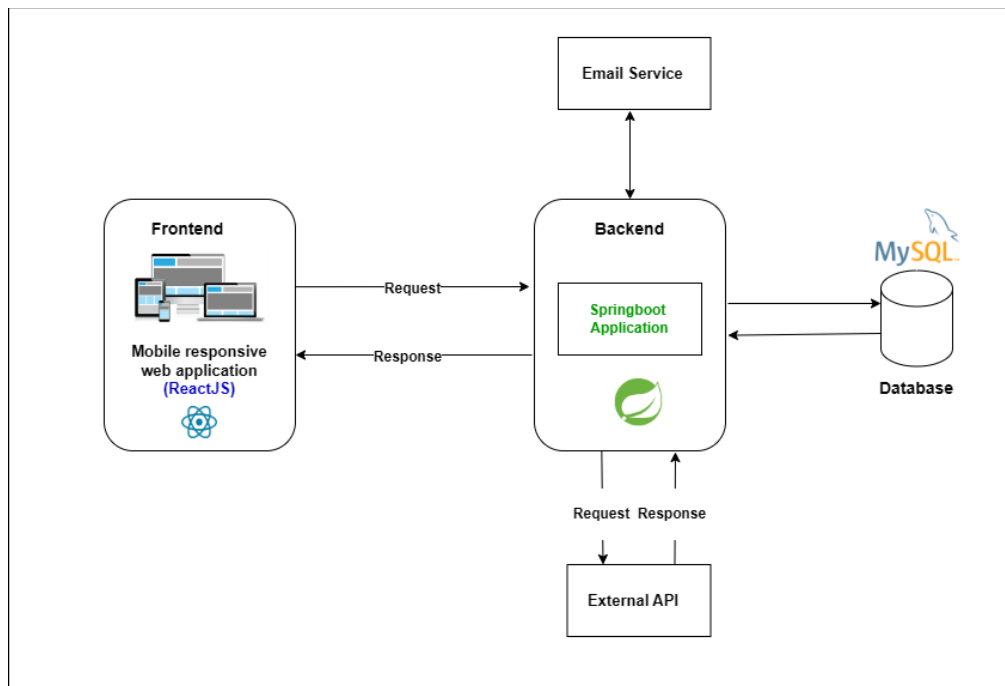 Email Service
Frontend
Mobile responsive
web application
(ReactJS)
Request
Response
Backend
Springboot
Application
MySQL
Database
Request Response
External API